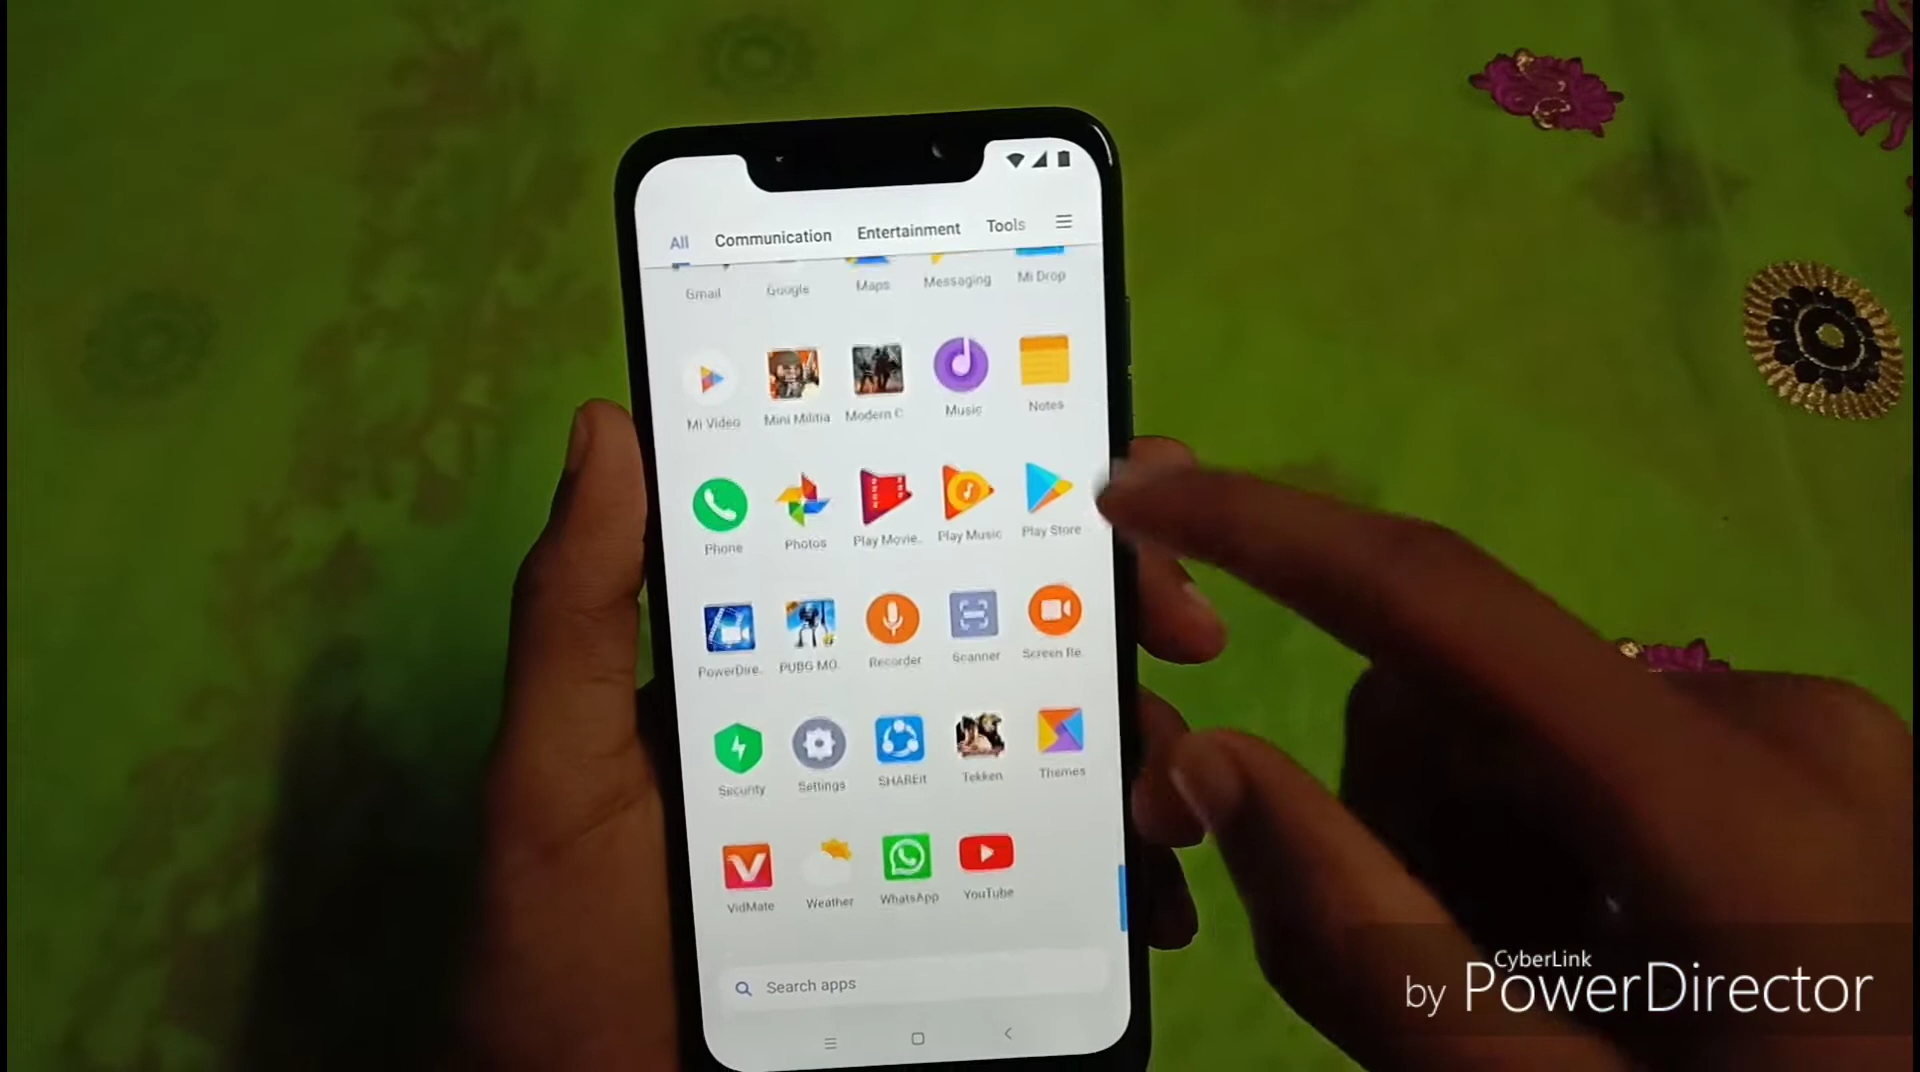 All Communication Entertainment Tools
Gmail Google Maps Messaging Mi Drop
Mi Video Mini Militia Modern C Music Notes
Phone Photos Play Movie.. Play Music Play Store
PowerDire.. PUBG MO.. Recorder Scanner Screen Re..
Security Settings SHAREit Tekken Themes
VidMate Weather WhatsApp YouTube
Search apps
CyberLink
by PowerDirector